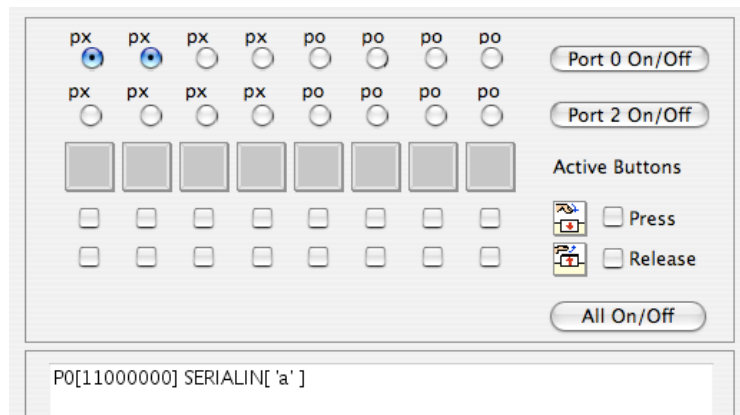 px px px px po po po po
Port 0 On/Off
px px px px po po po po
Port 2 On/Off
Active Buttons
Press
Release
All On/Off
P0[11000000] SERIALIN[ 'a' ]